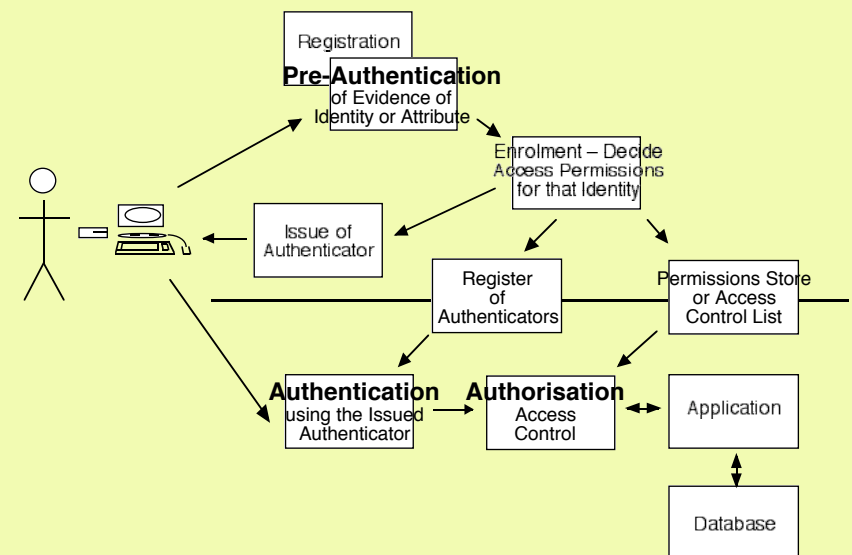 Registration
Pre-Authentication
of Evidence of
Identity or Attribute
Enrolment – Decide
Access Permissions
for that Identity
Issue of
Authenticator
Register
of
Authenticators
Permissions Store
or Access
Control List
Authentication
using the Issued
Authenticator
Authorisation
Access
Control
Application
Database